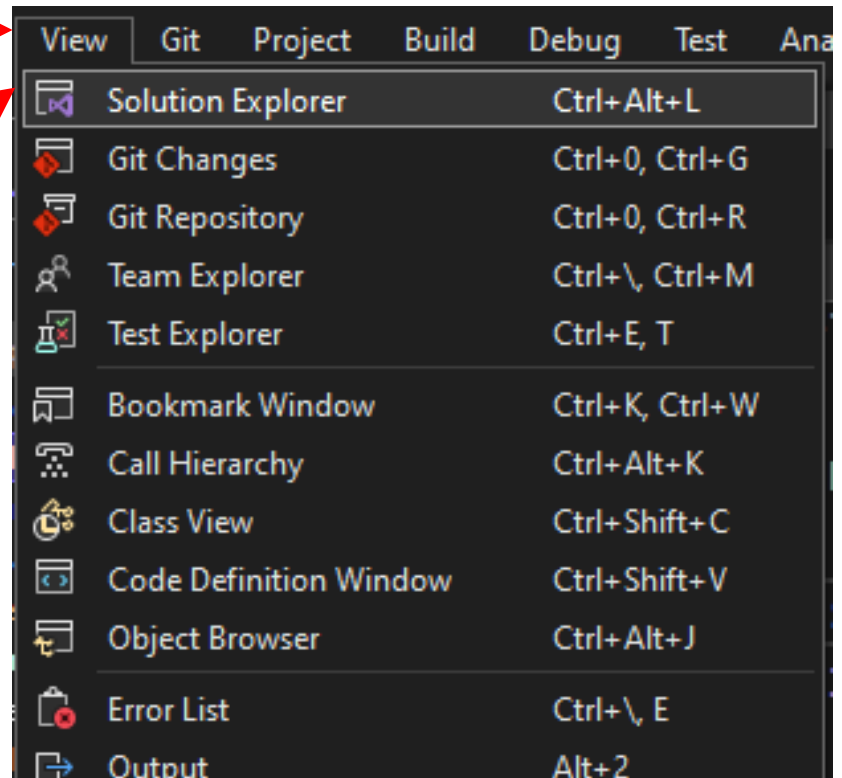 View Git Project Build Debug Test Ana
Solution Explorer Ctrl+Alt+L
Git Changes Ctrl+0, Ctrl+G
Git Repository Ctrl+0, Ctrl+R
Team Explorer Ctrl+\, Ctrl+M
Test Explorer Ctrl+E, T
Bookmark Window Ctrl+K, Ctrl+W
Call Hierarchy Ctrl+Alt+K
Class View Ctrl+Shift+C
Code Definition Window Ctrl+Shift+V
Object Browser Ctrl+Alt+J
Error List Ctrl+\, E
Output Alt+2